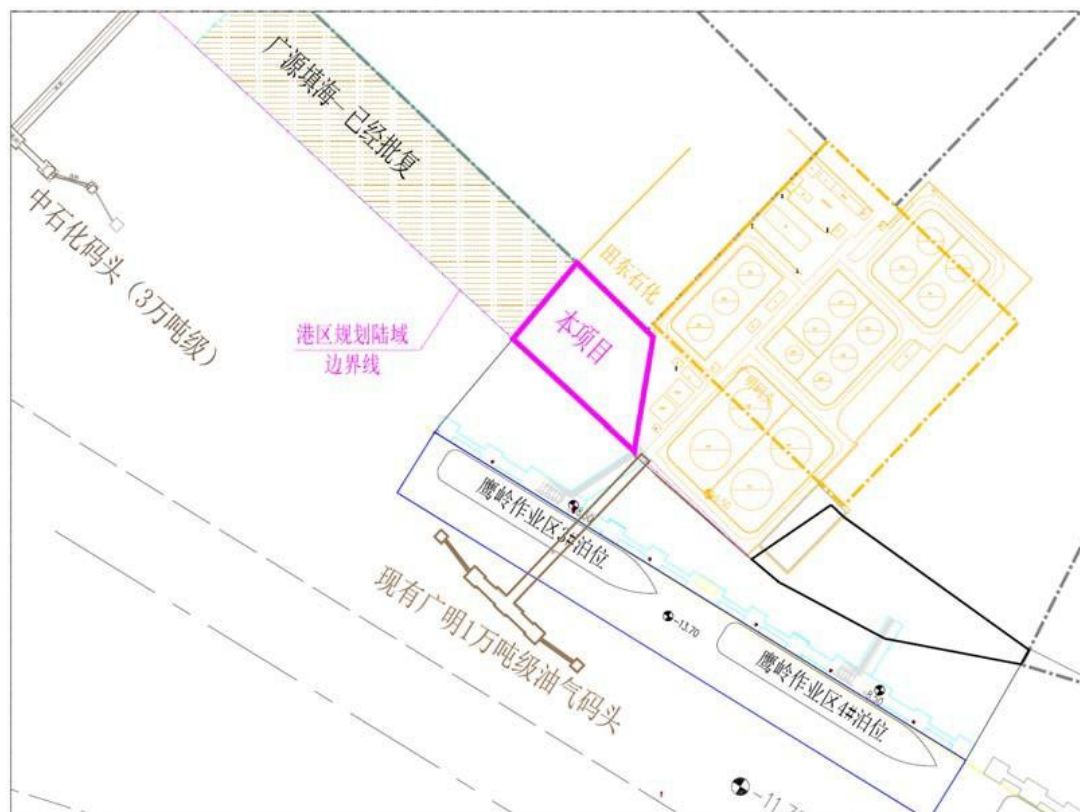 广源填海—已经批复
中石化码头（3万吨级）
田东石化
港区规划陆域
边界线
本项目
鹰岭作业区3#泊位
现有广明1万吨级油气码头
-13.70
鹰岭作业区4#泊位